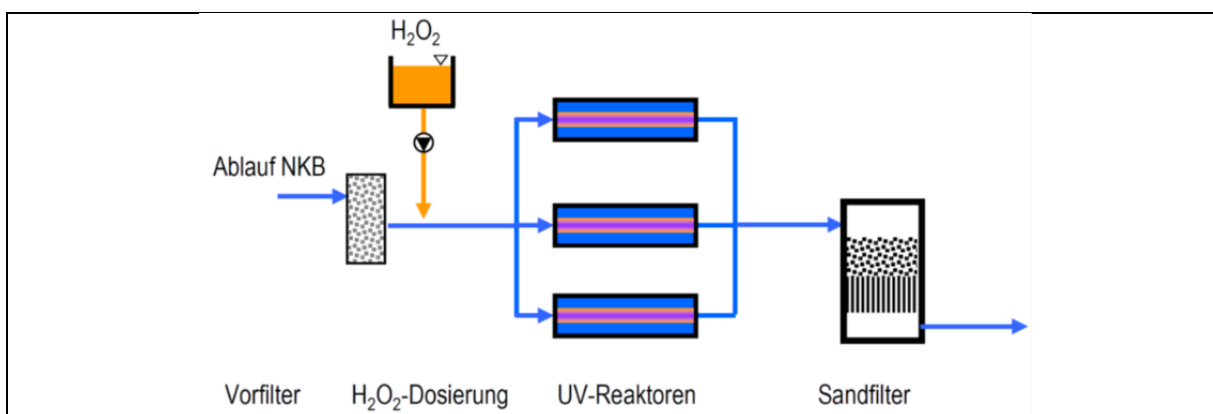 H₂O₂
Ablauf NKB
Vorfilter H₂O₂-Dosierung UV-Reaktoren Sandfilter